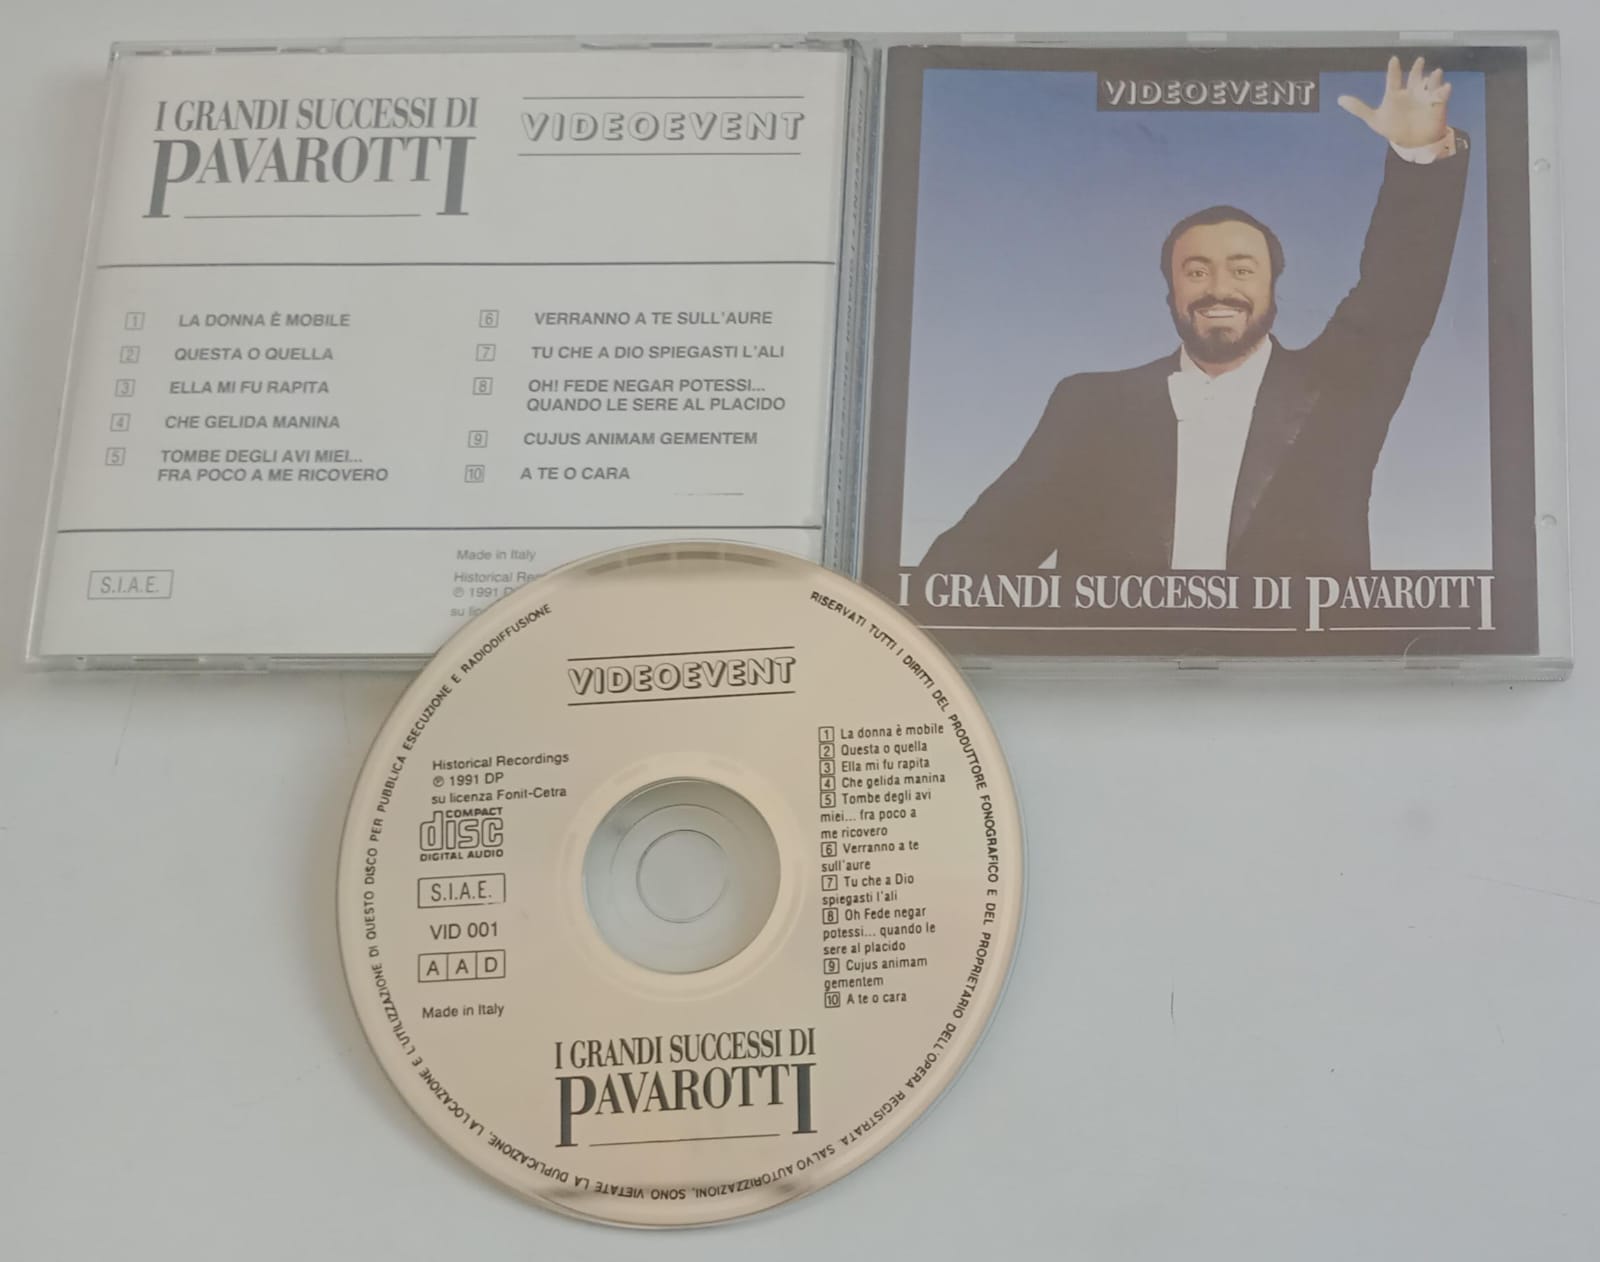 I GRANDI SUCCESSI DI
PAVAROTTI
VIDEOEVENT
1 LA DONNA È MOBILE
2 QUESTA O QUELLA
3 ELLA MI FU RAPITA
4 CHE GELIDA MANINA
5 TOMBE DEGLI AVI MIEI...
FRA POCO A ME RICOVERO
6 VERRANNO A TE SULL'AURE
7 TU CHE A DIO SPIEGASTI L'ALI
8 OH! FEDE NEGAR POTESSI...
QUANDO LE SERE AL PLACIDO
9 CUJUS ANIMAM GEMENTEM
10 A TE O CARA
S.I.A.E.
Made in Italy
Historical
℗ 1991
su
VIDEOEVENT
I GRANDI SUCCESSI DI PAVAROTTI
RISERVATI TUTTI I DIRITTI DEL PRODUTTORE FONOGRAFICO E DEL PROPRIETARIO DELL'OPERA REGISTRATA. SALVO AUTORIZZAZIONI, SONO VIETATE LA DUPLICAZIONE, LA LOCAZIONE E L'UTILIZZAZIONE DI QUESTO DISCO PER PUBBLICA ESECUZIONE E RADIODIFFUSIONE
VIDEOEVENT
Historical Recordings
℗ 1991 DP
su licenza Fonit-Cetra
COMPACT
disc
DIGITAL AUDIO
S.I.A.E.
VID 001
A A D
Made in Italy
1 La donna è mobile
2 Questa o quella
3 Ella mi fu rapita
4 Che gelida manina
5 Tombe degli avi
miei... fra poco a
me ricovero
6 Verranno a te
sull'aure
7 Tu che a Dio
spiegasti l'ali
8 Oh Fede negar
potessi... quando le
sere al placido
9 Cujus animam
gementem
10 A te o cara
I GRANDI SUCCESSI DI
PAVAROTTI